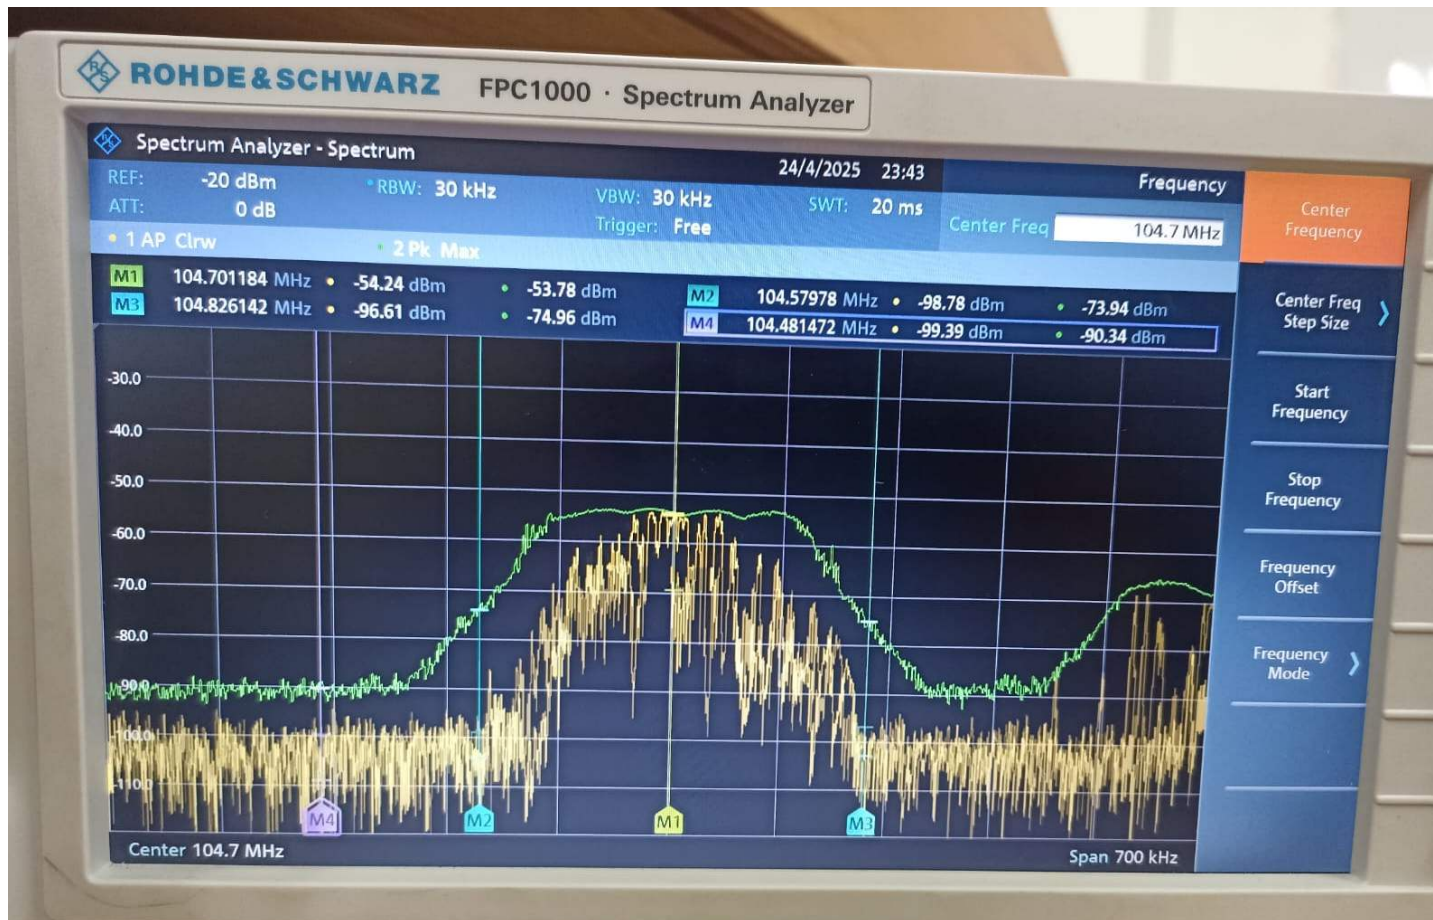 ROHDE&SCHWARZ FPC1000 · Spectrum Analyzer
Spectrum Analyzer - Spectrum
24/4/2025 23:43
Frequency
REF: -20 dBm RBW: 30 kHz VBW: 30 kHz SWT: 20 ms
ATT: 0 dB Trigger: Free
Center Freq 104.7 MHz
1 AP Clrw 2 Pk Max
M1 104.701184 MHz -54.24 dBm -53.78 dBm M2 104.57978 MHz -98.78 dBm -73.94 dBm
M3 104.826142 MHz -96.61 dBm -74.96 dBm M4 104.481472 MHz -99.39 dBm -90.34 dBm
-30.0
-40.0
-50.0
-60.0
-70.0
-80.0
-90.0
-100.0
-110.0
M4 M2 M1 M3
Center 104.7 MHz Span 700 kHz
Center
Frequency
Center Freq
Step Size
Start
Frequency
Stop
Frequency
Frequency
Offset
Frequency
Mode